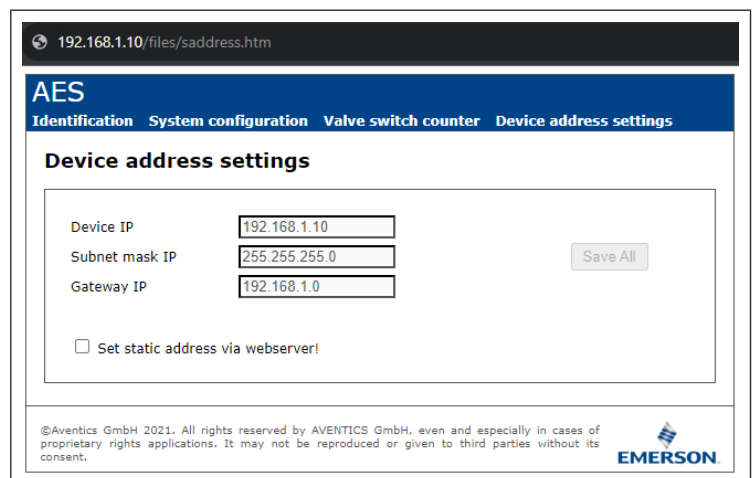 192.168.1.10/files/saddress.htm
AES
Identification System configuration Valve switch counter Device address settings
Device address settings
Device IP 192.168.1.10
Subnet mask IP 255.255.255.0 Save All
Gateway IP 192.168.1.0
Set static address via webserver!
©Aventics GmbH 2021. All rights reserved by AVENTICS GmbH, even and especially in cases of
proprietary rights applications. It may not be reproduced or given to third parties without its
consent.
EMERSON.